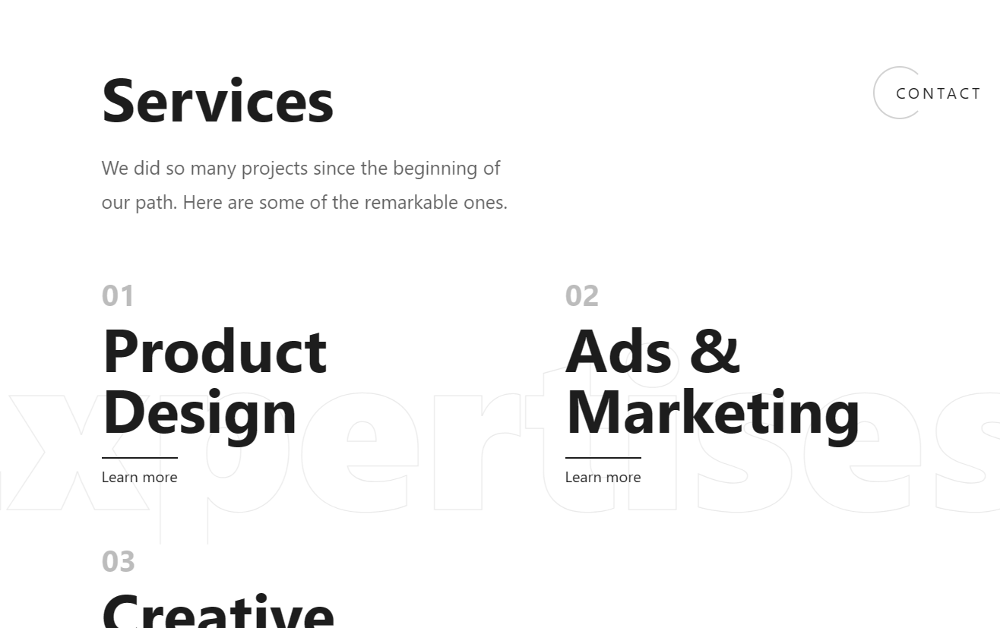 Services
CONTACT
We did so many projects since the beginning of
our path. Here are some of the remarkable ones.
01
Product
Design
Learn more
02
Ads &
Marketing
Learn more
xpertises
03
Creative